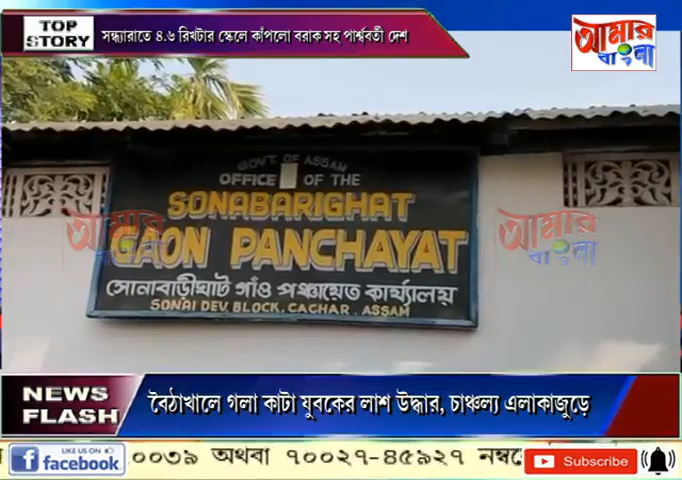 TOP STORY
সন্ধ্যারাতে ৪.৬ রিখটার স্কেলে কাঁপলো বরাক সহ পার্শ্ববর্তী দেশ
আমার বাংলা
GOVT. OF ASSAM
OFFICE OF THE
SONABARIGHAT
GAON PANCHAYAT
সোনাবাড়ীঘাট গাঁও পঞ্চায়েত কার্য্যালয়
SONAI DEV. BLOCK, CACHAR, ASSAM
আমার বাংলা
আমার বাংলা
NEWS FLASH
বৈঠাখালে গলা কাটা যুবকের লাশ উদ্ধার, চাঞ্চল্য এলাকাজুড়ে
LIKE US ON
facebook
০০৩৯ অথবা ৭০০২৭-৪৫৯২৭
Subscribe